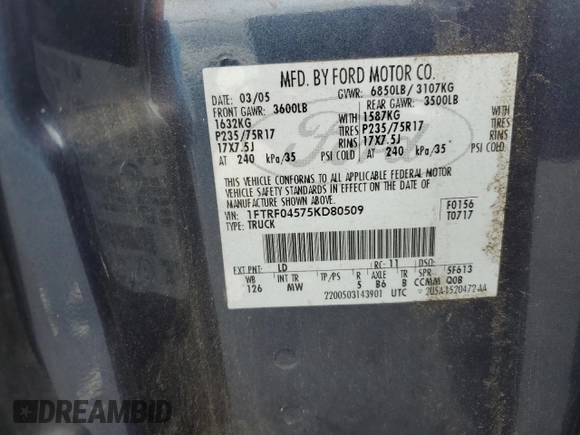 MFD. BY FORD MOTOR CO.
DATE: 03/05 GVWR: 6850LB/ 3107KG
FRONT GAWR: 3600LB REAR GAWR: 3500LB
1632KG WITH 1587KG WITH
P235/75R17 TIRES P235/75R17 TIRES
17X7.5J RIMS 17X7.5J RIMS
AT 240 kPa/35 PSI COLD AT 240 kPa/35 PSI COLD
THIS VEHICLE CONFORMS TO ALL APPLICABLE FEDERAL MOTOR
VEHICLE SAFETY STANDARDS IN EFFECT ON THE DATE OF
MANUFACTURE SHOWN ABOVE.
VIN: 1FTRF04575KD80509 F0156
TYPE: TRUCK T0717
EXT PNT: LD RC: 11 DSO:
WB INT TR TP/PS R AXLE TR SPR 5F613
126 MW 5 B6 B CCMM Q0B
2200503143901 UTC
Ford
DREAMBID